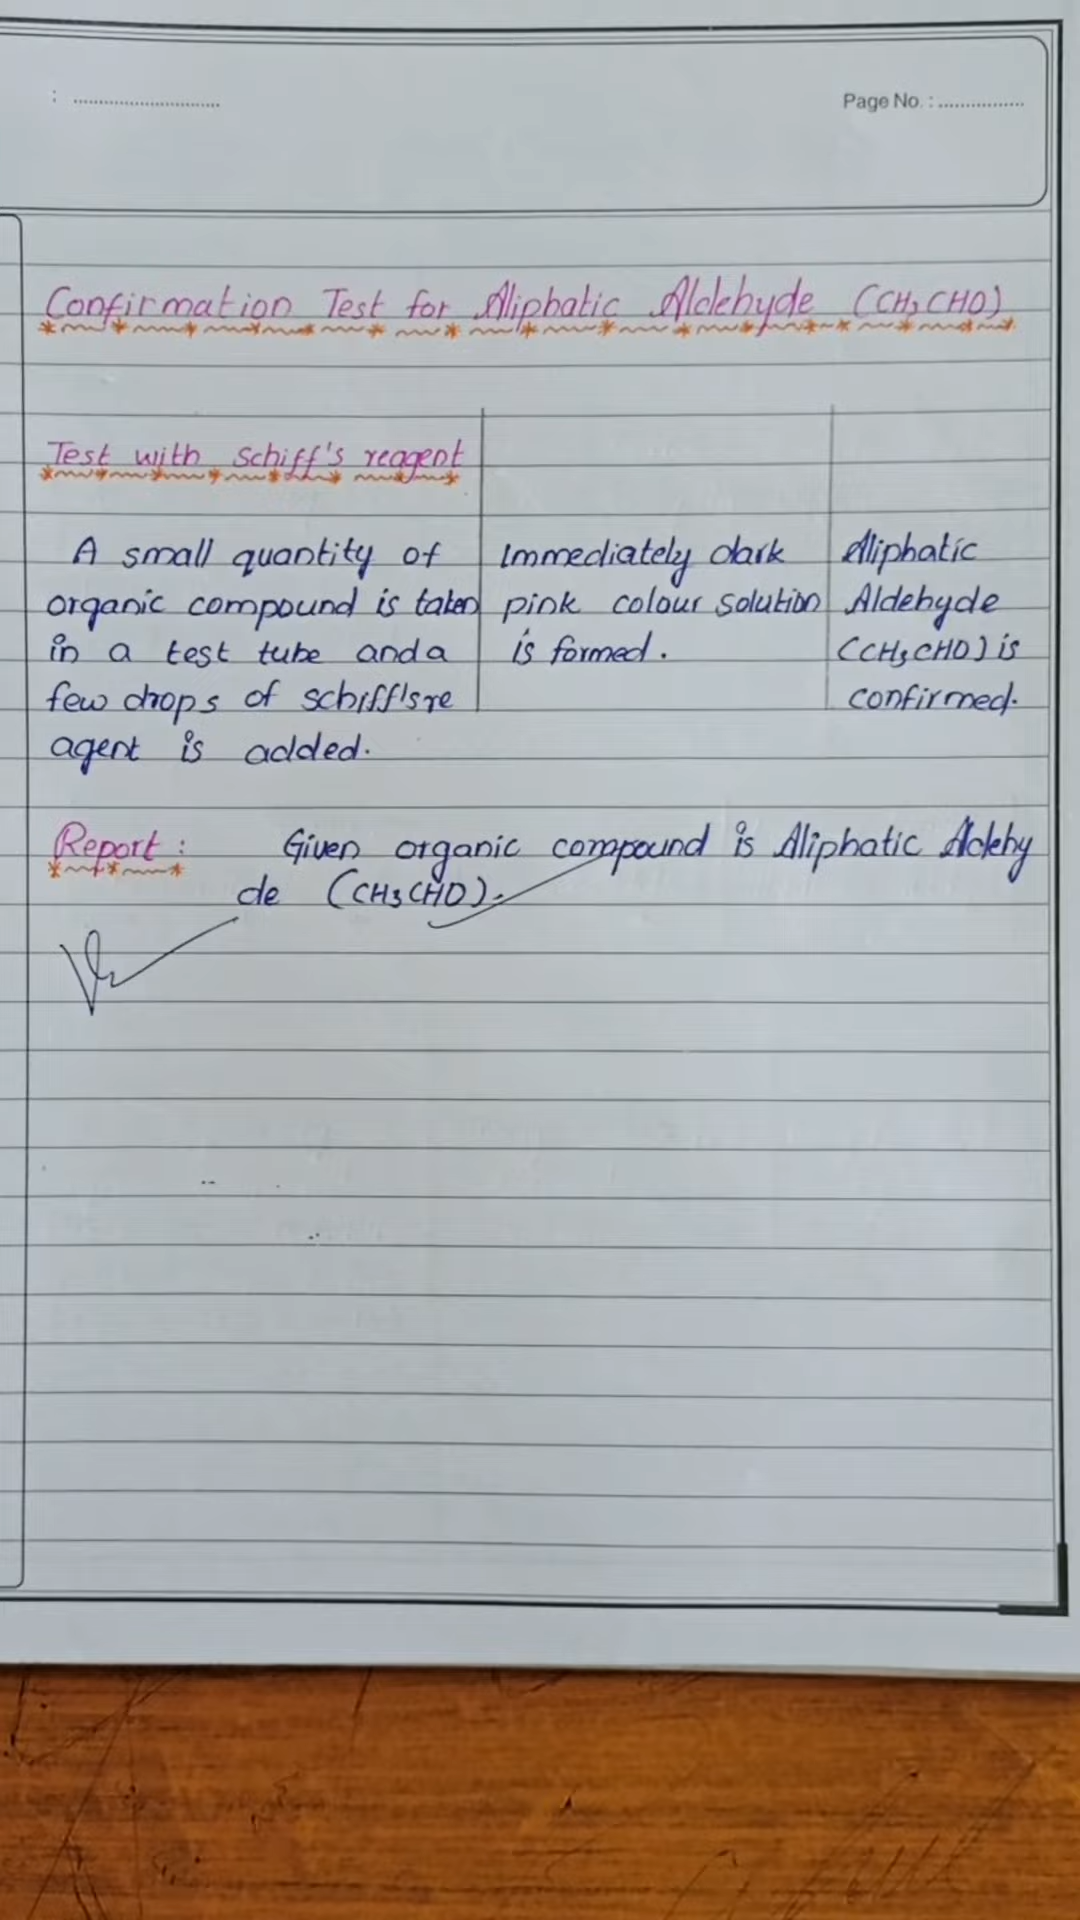 : ............................
Page No. : ................
Confirmation Test for Aliphatic Aldehyde (CH3CHO)
Test with schiff's reagent
A small quantity of
organic compound is taken
in a test tube and a
few drops of schiff's re
agent is added.
Immediately dark
pink colour solution
is formed.
Aliphatic
Aldehyde
(CH3CHO) is
confirmed.
Report : Given organic compound is Aliphatic Aldehy
de (CH3CHO).